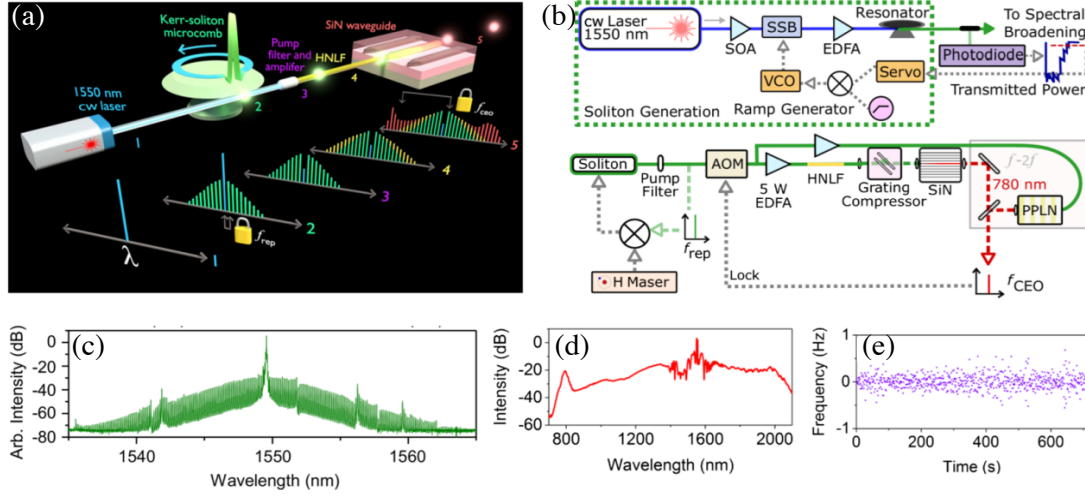 (a)
Kerr-soliton
microcomb
SiN waveguide
Pump
filter and
amplifer
HNLF
1550 nm
cw laser
2
3
4
5
f_ceo
5
4
3
f_rep
2
λ
1
(b)
cw Laser
1550 nm
SOA
SSB
EDFA
Resonator
To Spectral
Broadening
Photodiode
VCO
Servo
Transmitted Power
Ramp Generator
Soliton Generation
Soliton
Pump
Filter
AOM
5 W
EDFA
HNLF
Grating
Compressor
SiN
f-2f
780 nm
PPLN
f_rep
H Maser
Lock
f_CEO
(c)
Arb. Intensity (dB)
0
-20
-40
-60
-80
1540
1550
1560
Wavelength (nm)
(d)
Intensity (dB)
0
-20
-40
-60
800
1200
1600
2000
Wavelength (nm)
(e)
Frequency (Hz)
1
0
-1
0
200
400
600
Time (s)